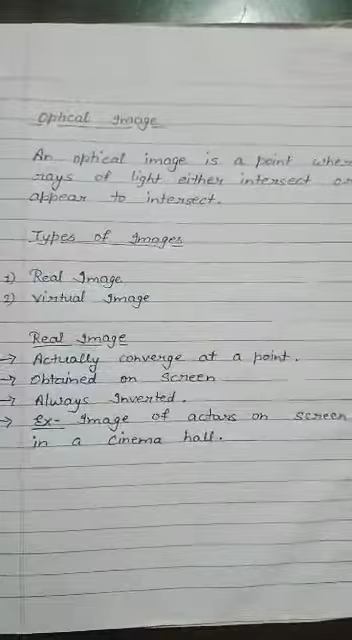 Optical Image
An optical image is a point where
rays of light either intersect or
appear to intersect.
Types of Images
1) Real Image
2) Virtual Image
Real Image
→ Actually converge at a point.
→ Obtained on screen
→ Always Inverted.
→ Ex- Image of actors on screen
in a cinema hall.